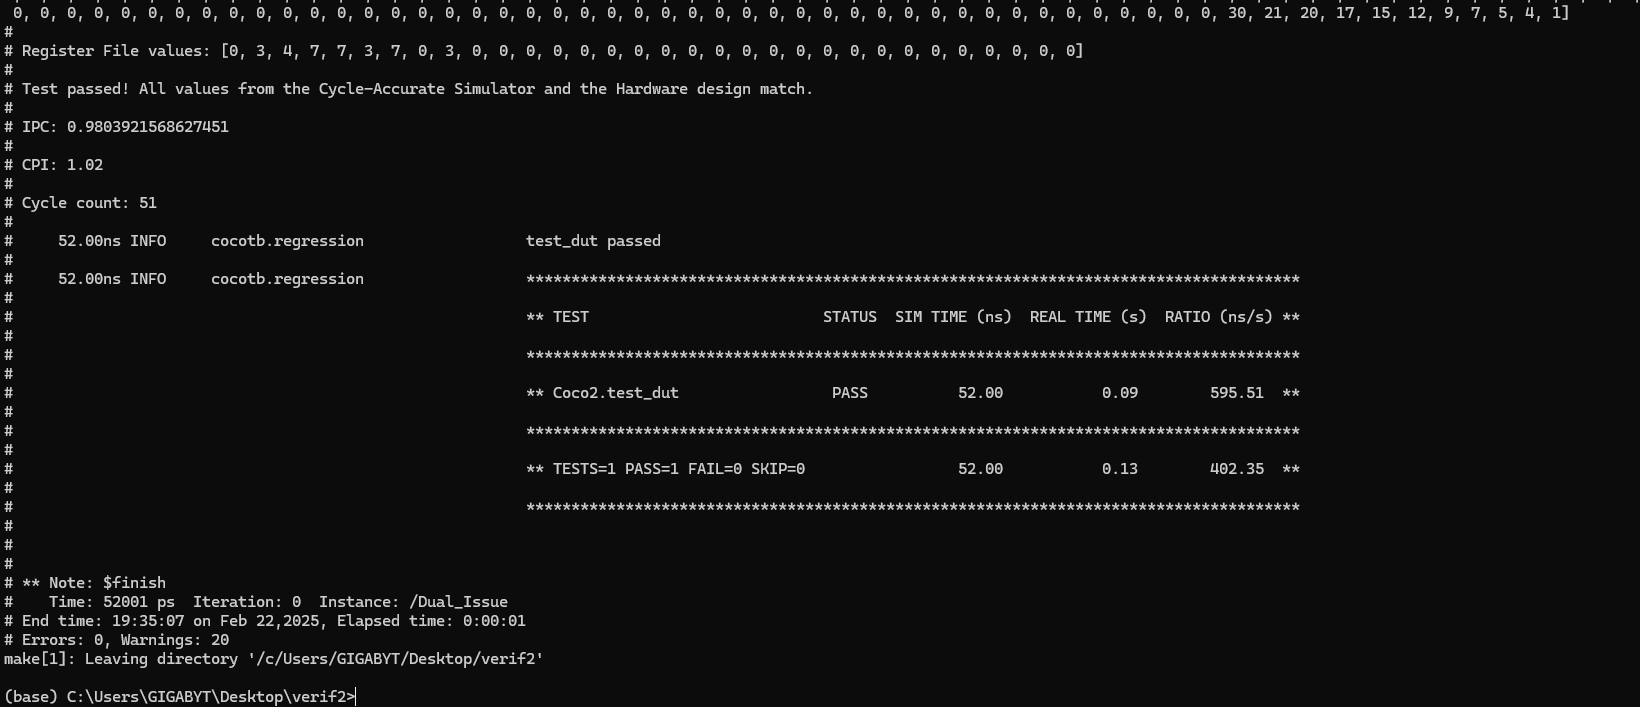 0, 0, 0, 0, 0, 0, 0, 0, 0, 0, 0, 0, 0, 0, 0, 0, 0, 0, 0, 0, 0, 0, 0, 0, 0, 0, 0, 0, 0, 0, 0, 0, 0, 0, 0, 0, 0, 0, 0, 0, 0, 0, 0, 0, 0, 30, 21, 20, 17, 15, 12, 9, 7, 5, 4, 1]
#
# Register File values: [0, 3, 4, 7, 7, 3, 7, 0, 3, 0, 0, 0, 0, 0, 0, 0, 0, 0, 0, 0, 0, 0, 0, 0, 0, 0, 0, 0, 0, 0, 0, 0]
#
# Test passed! All values from the Cycle-Accurate Simulator and the Hardware design match.
#
# IPC: 0.9803921568627451
#
# CPI: 1.02
#
# Cycle count: 51
#
#     52.00ns INFO     cocotb.regression                  test_dut passed
#
#     52.00ns INFO     cocotb.regression                  **************************************************************************************
#
#                                                         ** TEST                          STATUS  SIM TIME (ns)  REAL TIME (s)  RATIO (ns/s) **
#
#                                                         **************************************************************************************
#
#                                                         ** Coco2.test_dut                 PASS          52.00           0.09        595.51  **
#
#                                                         **************************************************************************************
#
#                                                         ** TESTS=1 PASS=1 FAIL=0 SKIP=0                 52.00           0.13        402.35  **
#
#                                                         **************************************************************************************
#
#
#
# ** Note: $finish
#    Time: 52001 ps  Iteration: 0  Instance: /Dual_Issue
# End time: 19:35:07 on Feb 22,2025, Elapsed time: 0:00:01
# Errors: 0, Warnings: 20
make[1]: Leaving directory '/c/Users/GIGABYT/Desktop/verif2'
(base) C:\Users\GIGABYT\Desktop\verif2>